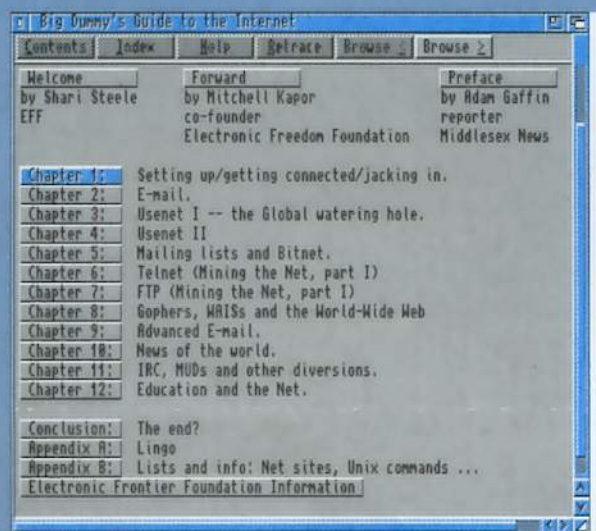 Big Dummy's Guide to the Internet
Contents Index Help Retrace Browse < Browse >
Welcome Forward Preface
by Shari Steele by Mitchell Kapor by Adam Gaffin
EFF co-founder reporter
Electronic Freedom Foundation Middlesex News
Chapter 1: Setting up/getting connected/jacking in.
Chapter 2: E-mail.
Chapter 3: Usenet I -- the Global watering hole.
Chapter 4: Usenet II
Chapter 5: Mailing lists and Bitnet.
Chapter 6: Telnet (Mining the Net, part I)
Chapter 7: FTP (Mining the Net, part I)
Chapter 8: Gophers, WAISs and the World-Wide Web
Chapter 9: Advanced E-mail.
Chapter 10: News of the world.
Chapter 11: IRC, MUDs and other diversions.
Chapter 12: Education and the Net.
Conclusion: The end?
Appendix A: Lingo
Appendix B: Lists and info: Net sites, Unix commands ...
Electronic Frontier Foundation Information